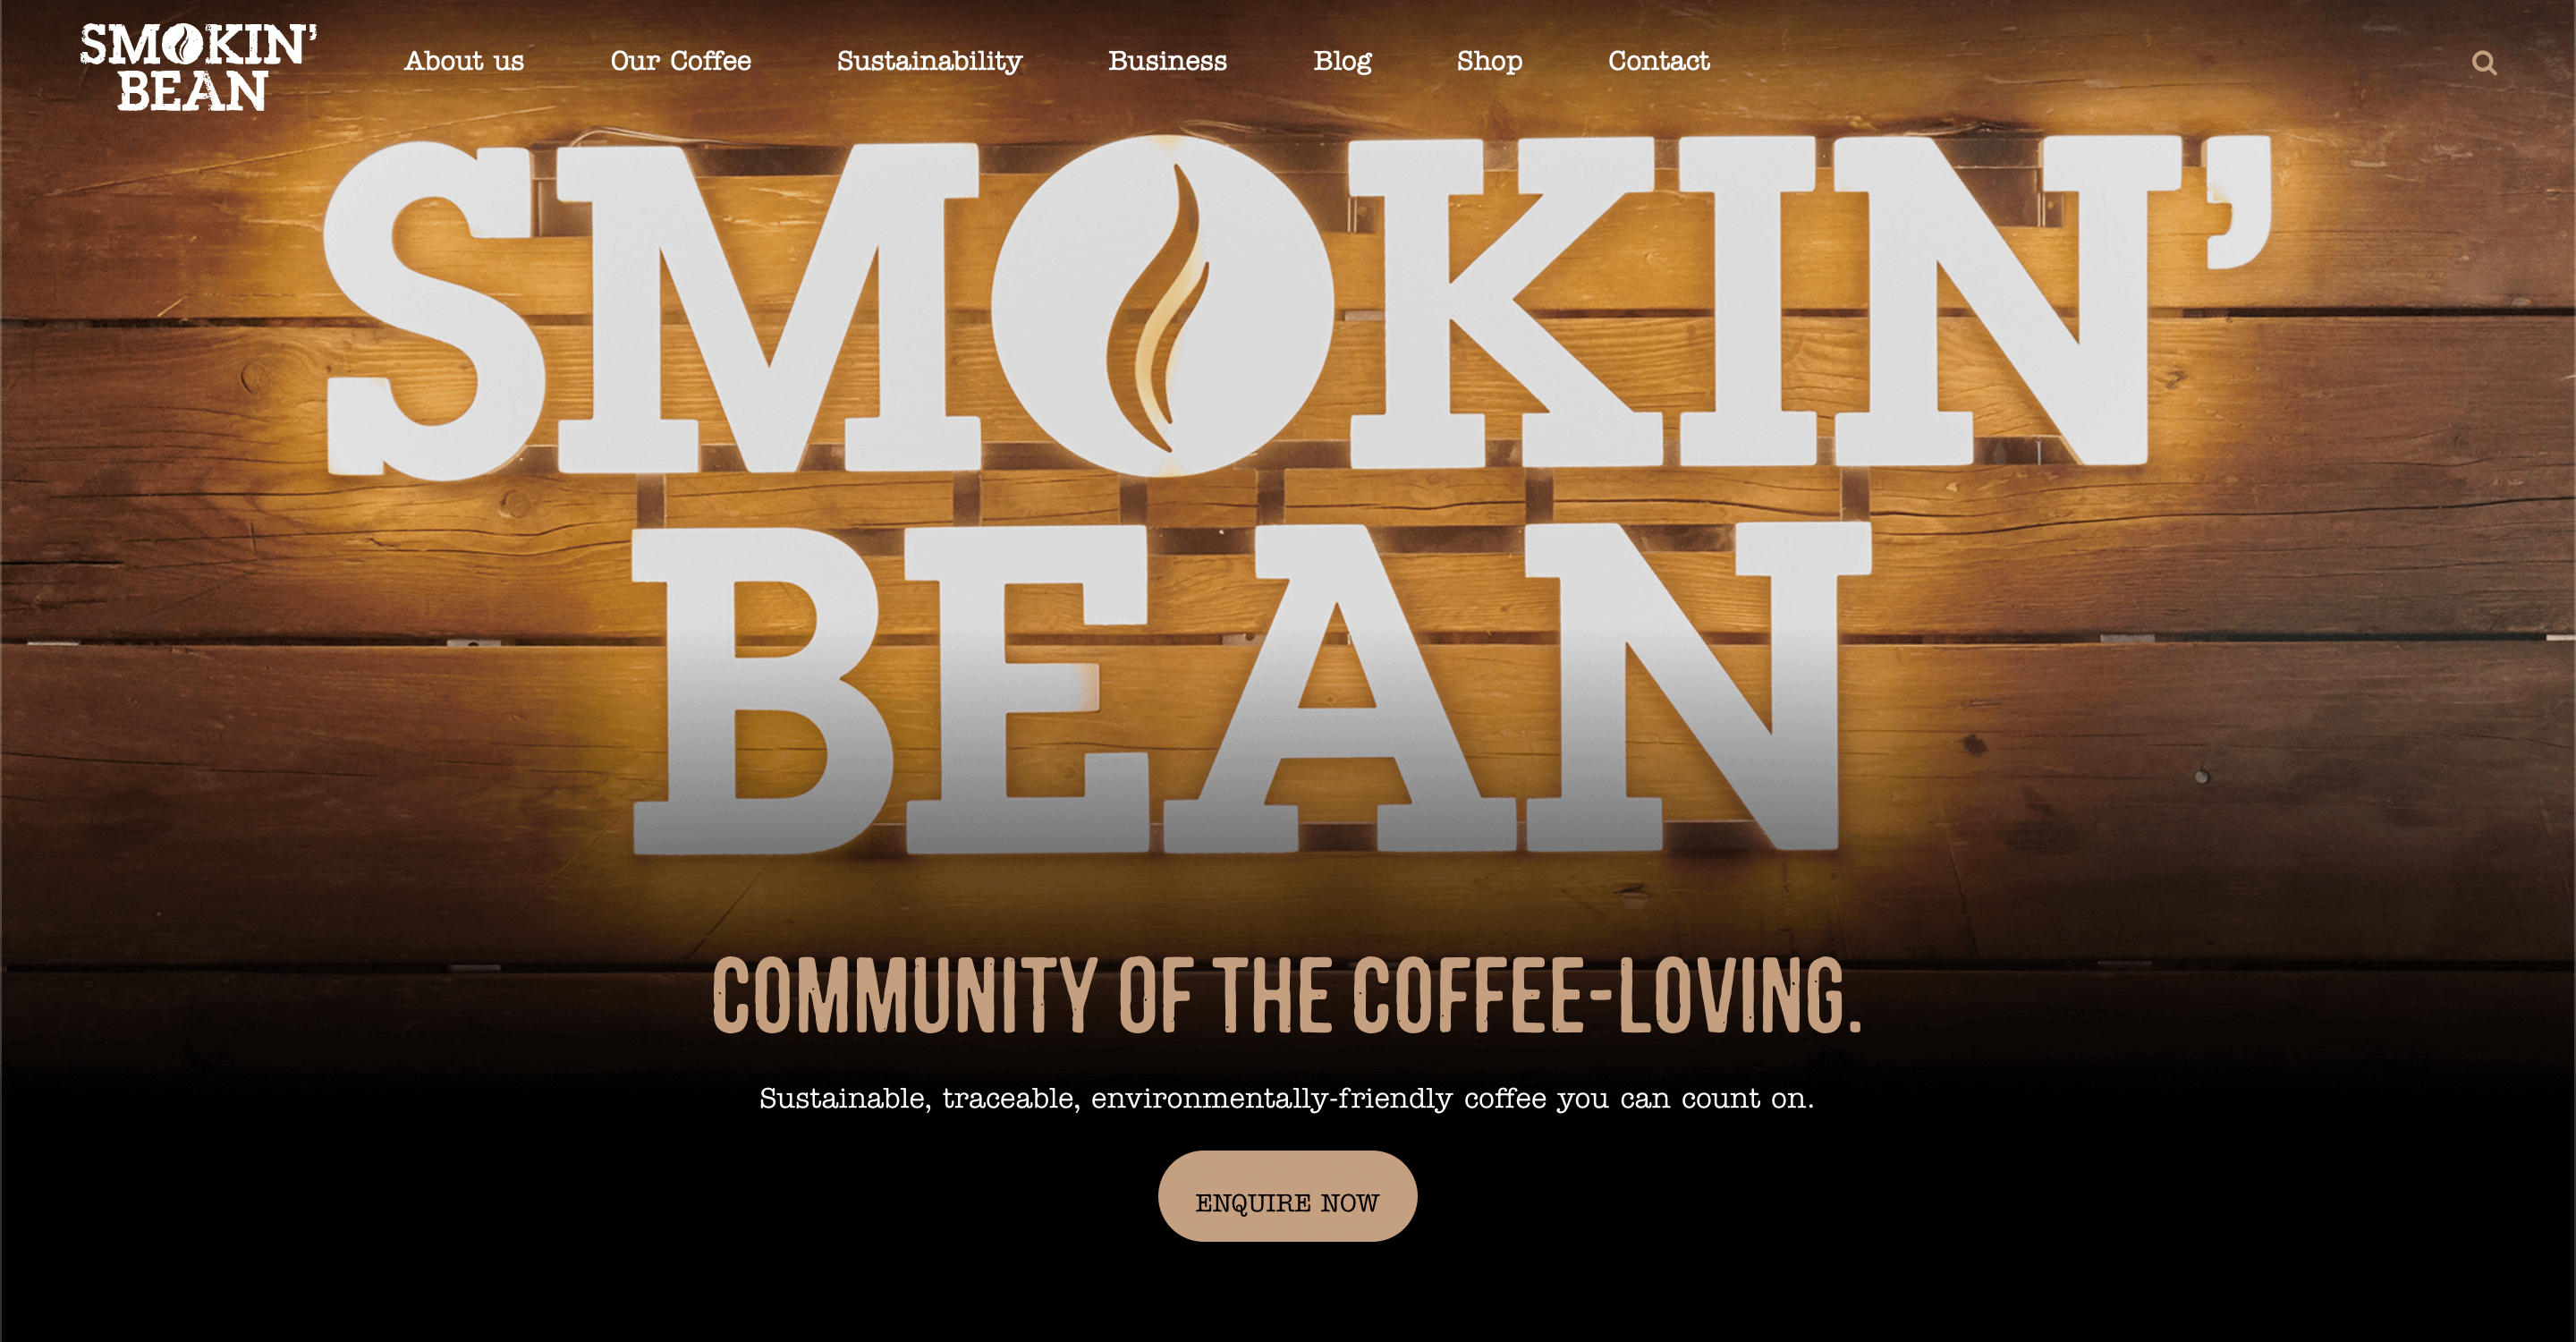 SMOKIN'
BEAN
About us
Our Coffee
Sustainability
Business
Blog
Shop
Contact
SMOKIN'
BEAN
COMMUNITY OF THE COFFEE-LOVING.
Sustainable, traceable, environmentally-friendly coffee you can count on.
ENQUIRE NOW